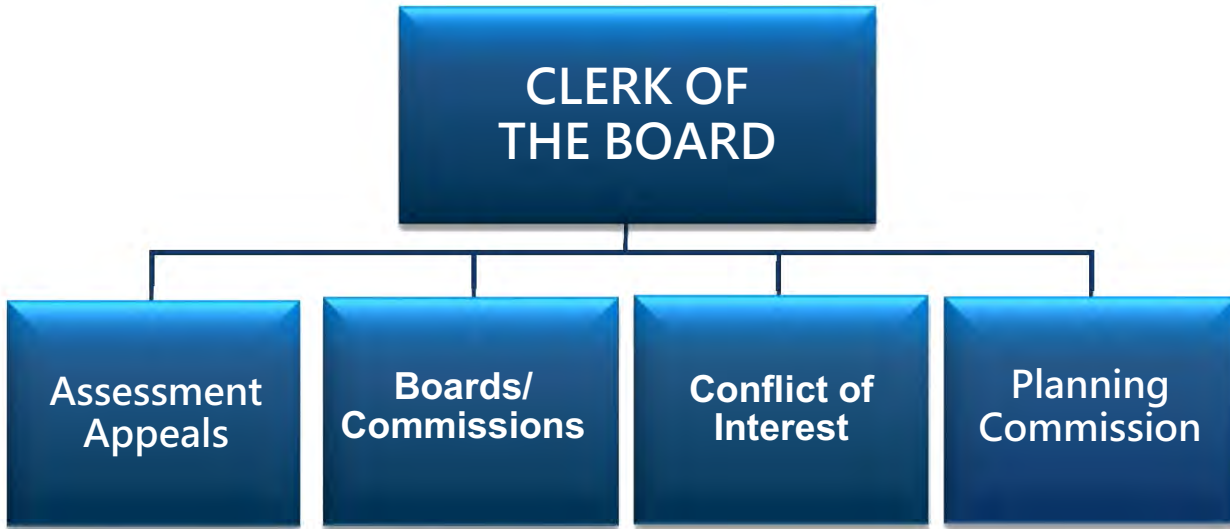 CLERK OF
THE BOARD
Assessment
Appeals
Boards/
Commissions
Conflict of
Interest
Planning
Commission